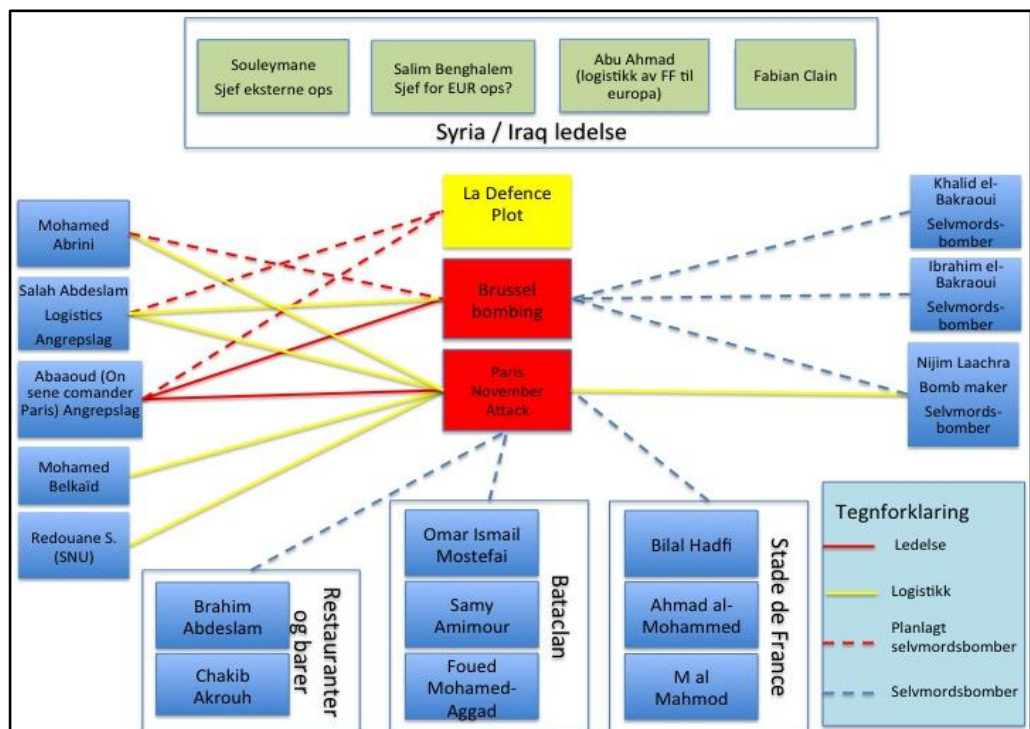 Souleymane
Sjef eksterne ops
Salim Benghalem
Sjef for EUR ops?
Abu Ahmad
(logistikk av FF til
europa)
Fabian Clain
Syria / Iraq ledelse
Mohamed
Abrini
Salah Abdeslam
Logistics
Angrepslag
Abaaoud (On
sene comander
Paris) Angrepslag
Mohamed
Belkaïd
Redouane S.
(SNU)
La Defence
Plot
Brussel
bombing
Paris
November
Attack
Khalid el-
Bakraoui
Selvmords-
bomber
Ibrahim el-
Bakraoui
Selvmords-
bomber
Nijim Laachra
Bomb maker
Selvmords-
bomber
Brahim
Abdeslam
Chakib
Akrouh
Restauranter
og barer
Omar Ismail
Mostefai
Samy
Amimour
Foued
Mohamed-
Aggad
Bataclan
Bilal Hadfi
Ahmad al-
Mohammed
M al
Mahmod
Stade de France
Tegnforklaring
Ledelse
Logistikk
Planlagt
selvmordsbomber
Selvmordsbomber